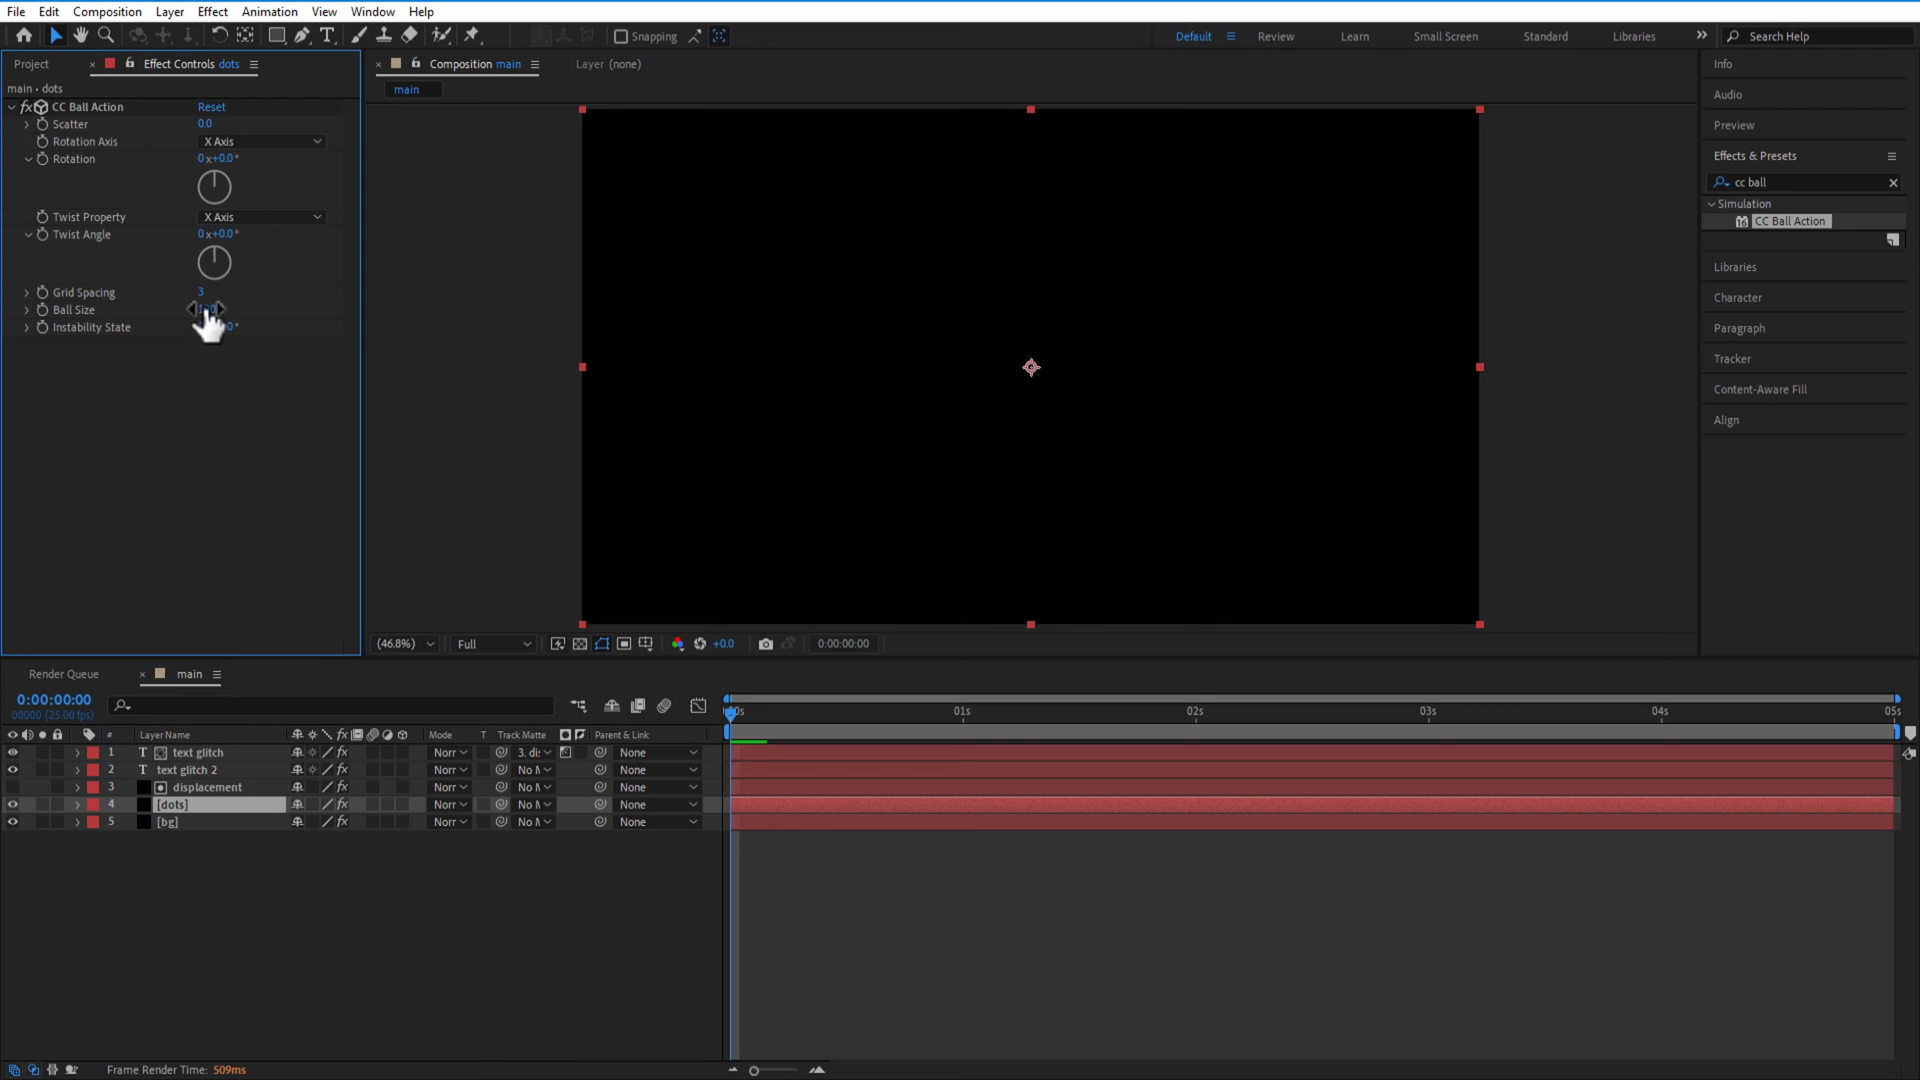 File Edit Composition Layer Effect Animation View Window Help
Snapping Default Review Learn Small Screen Standard Libraries Search Help
Project Effect Controls dots
main • dots
fx CC Ball Action Reset
Scatter 0.0
Rotation Axis X Axis
Rotation 0 x+0.0°
Twist Property X Axis
Twist Angle 0 x+0.0°
Grid Spacing 3
Ball Size
Instability State
Composition main Layer (none)
main
(46.8%) Full +0.0 0:00:00:00
Info
Audio
Preview
Effects & Presets
cc ball
Simulation
CC Ball Action
Libraries
Character
Paragraph
Tracker
Content-Aware Fill
Align
Render Queue main
0:00:00:00
00000 (25.00 fps)
:00s 01s 02s 03s 04s 05s
# Layer Name fx Mode T Track Matte Parent & Link
1 T text glitch fx Norr 3. dis None
2 T text glitch 2 fx Norr No M None
3 displacement Norr No M None
4 [dots] fx Norr No M None
5 [bg] fx Norr No M None
Frame Render Time: 509ms